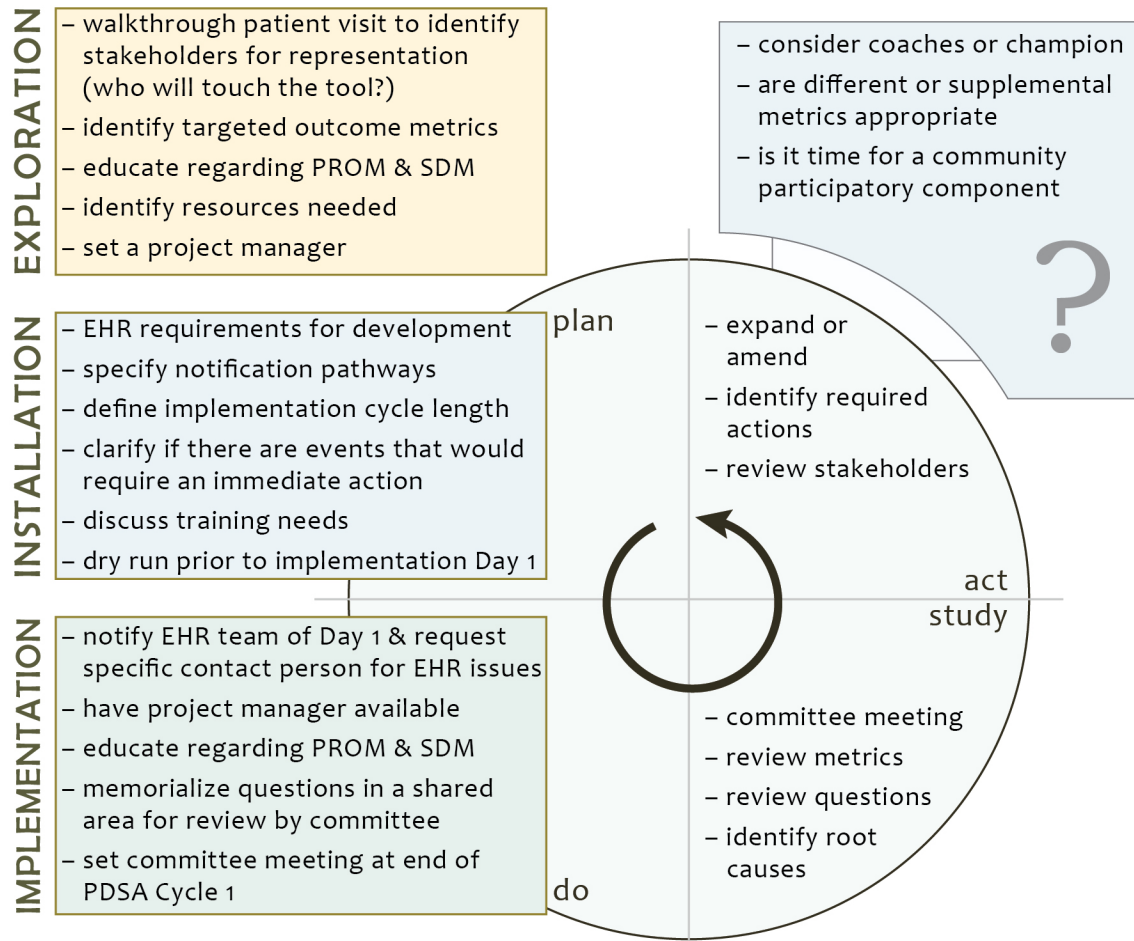 EXPLORATION
– walkthrough patient visit to identify
stakeholders for representation
(who will touch the tool?)
– identify targeted outcome metrics
– educate regarding PROM & SDM
– identify resources needed
– set a project manager
INSTALLATION
– EHR requirements for development
– specify notification pathways
– define implementation cycle length
– clarify if there are events that would
require an immediate action
– discuss training needs
– dry run prior to implementation Day 1
IMPLEMENTATION
– notify EHR team of Day 1 & request
specific contact person for EHR issues
– have project manager available
– educate regarding PROM & SDM
– memorialize questions in a shared
area for review by committee
– set committee meeting at end of
PDSA Cycle 1
plan
do
study
– committee meeting
– review metrics
– review questions
– identify root
causes
act
– expand or
amend
– identify required
actions
– review stakeholders
– consider coaches or champion
– are different or supplemental
metrics appropriate
– is it time for a community
participatory component
?